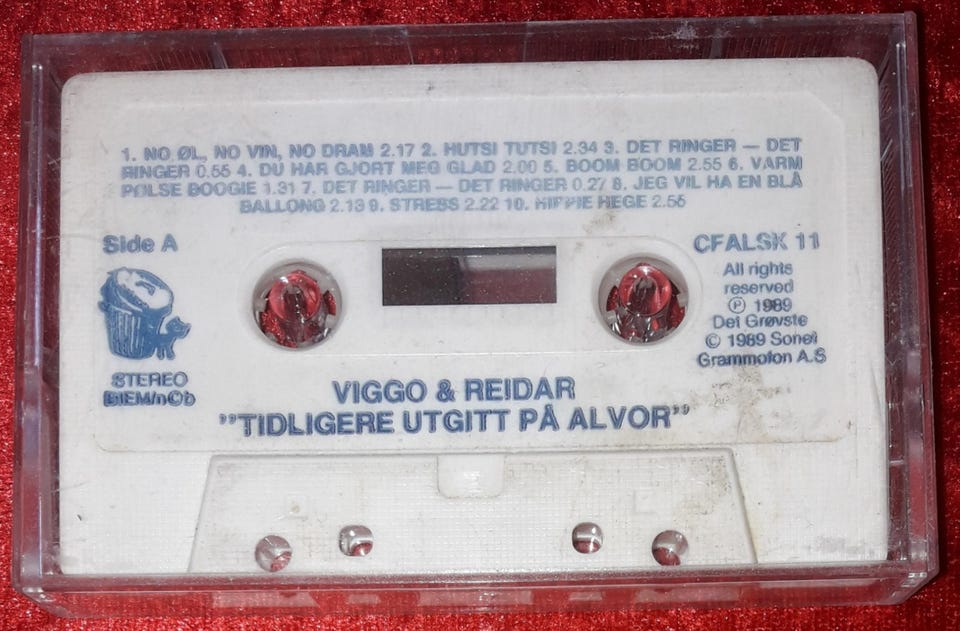 1. NO ØL, NO VIN, NO DRAM 2.17 2. HUTSI TUTSI 2.34 3. DET RINGER — DET
RINGER 0.55 4. DU HAR GJORT MEG GLAD 2.00 5. BOOM BOOM 2.55 6. VARM
PØLSE BOOGIE 1.31 7. DET RINGER — DET RINGER 0.27 8. JEG VIL HA EN BLÅ
BALLONG 2.13 9. STRESS 2.22 10. HIPPIE HEGE 2.56
Side A
CFALSK 11
All rights
reserved
Ⓟ 1989
Det Grøvste
© 1989 Sonet
Grammofon A.S
STEREO
BIEM/n©b
VIGGO & REIDAR
”TIDLIGERE UTGITT PÅ ALVOR”